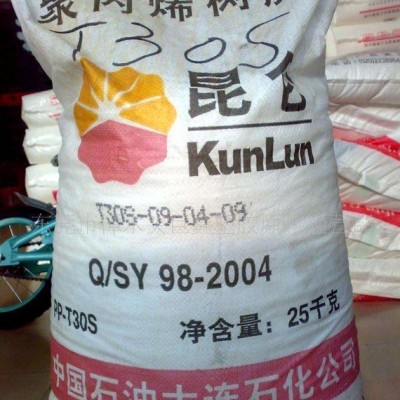 聚丙烯树脂
T30S
昆仑
KunLun
T30S-09-04-09
Q/SY 98-2004
PP-T30S
净含量：25千克
中国石油大连石化公司